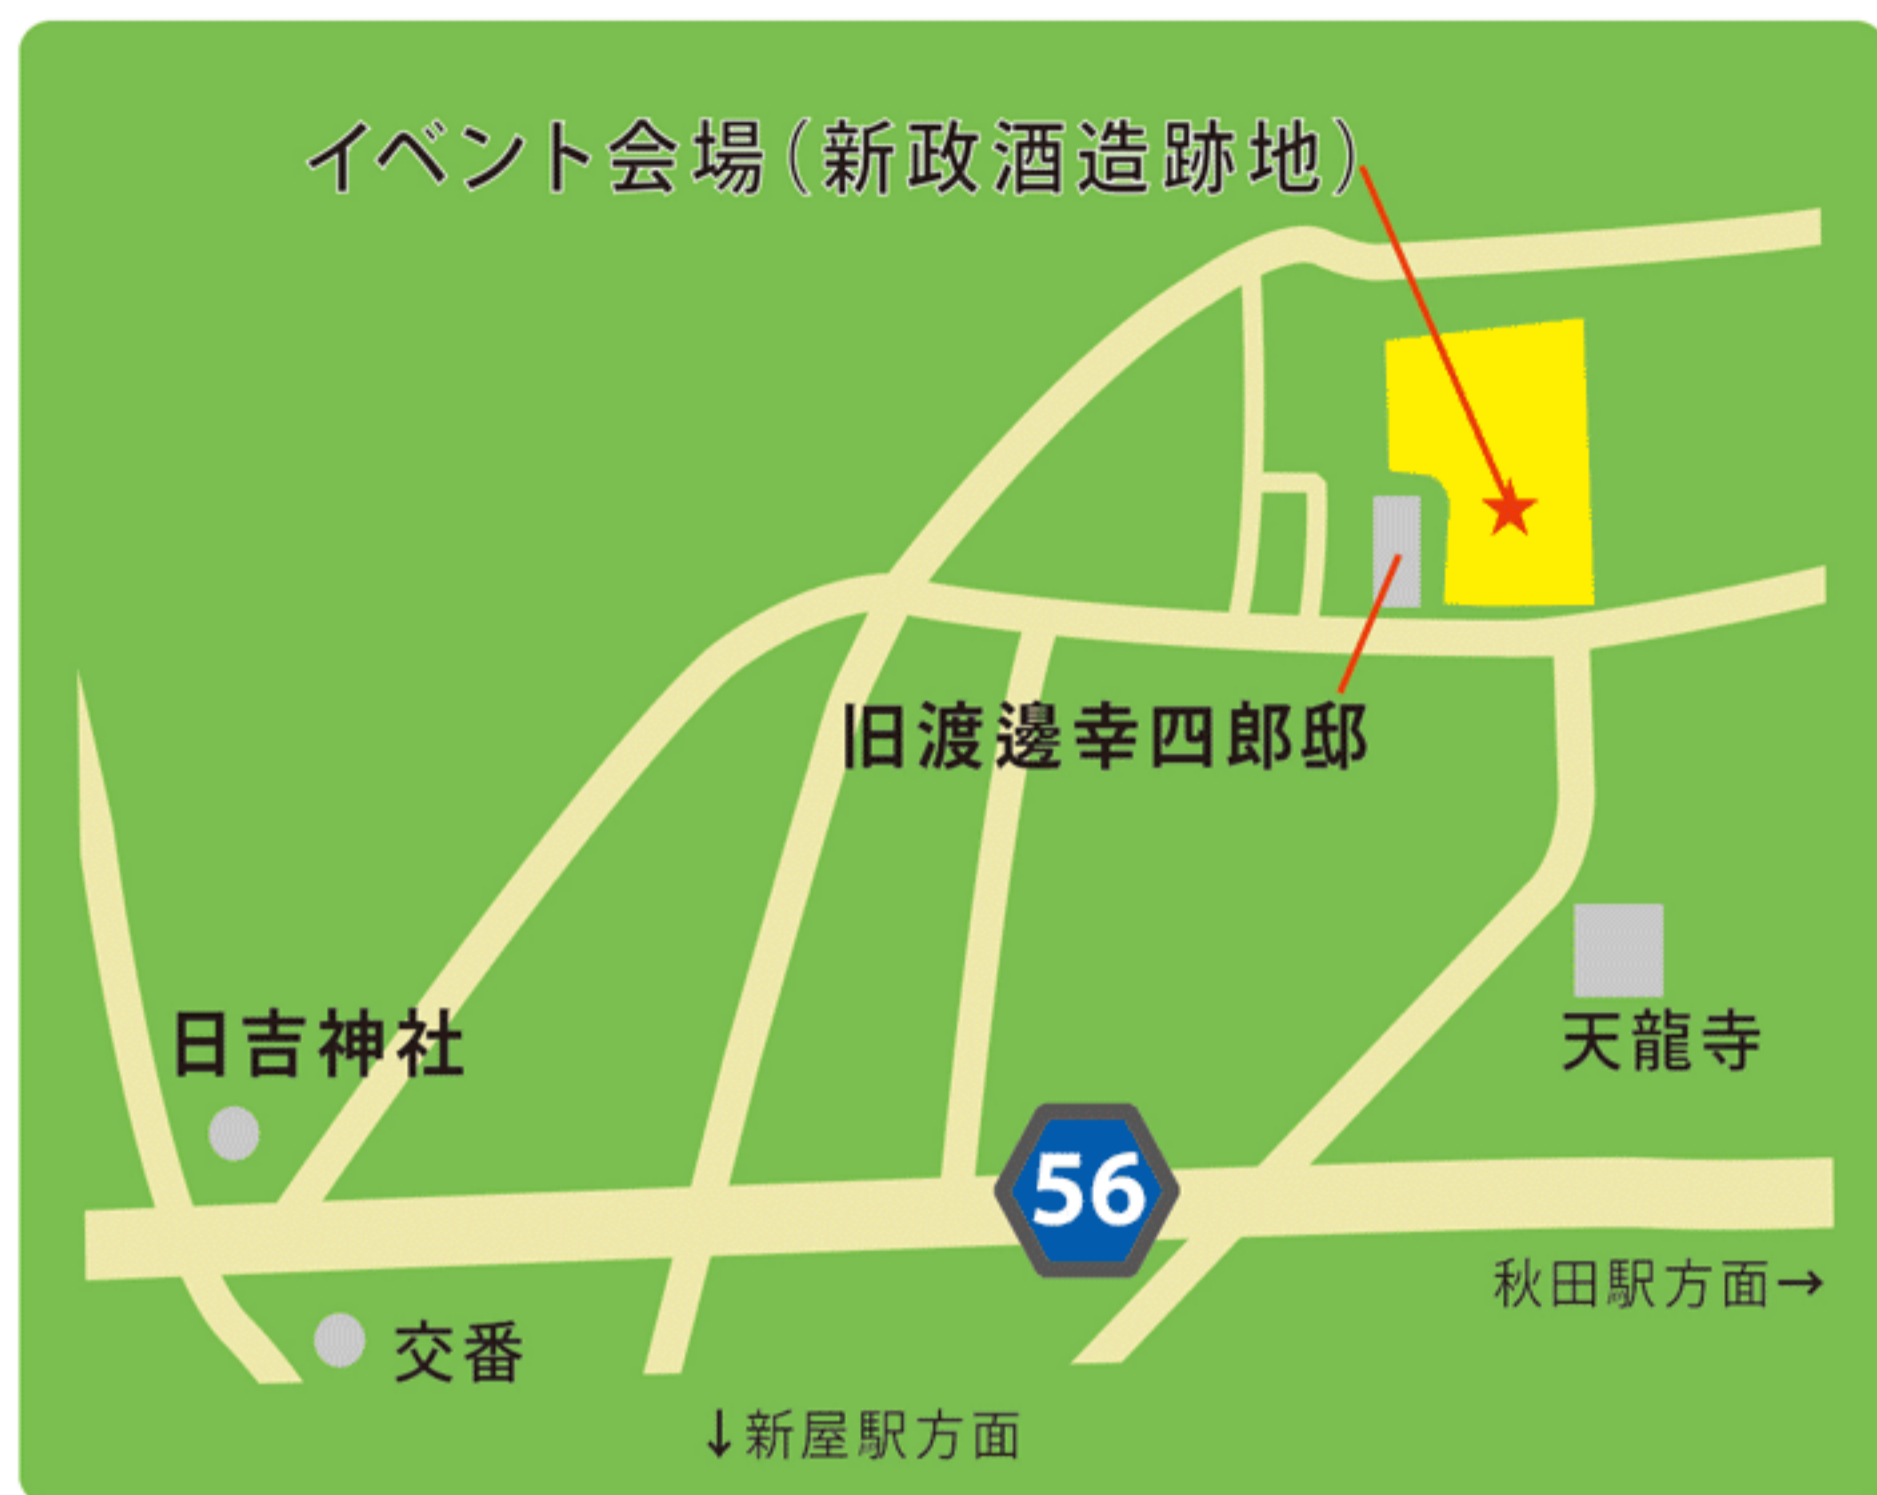 イベント会場（新政酒造跡地）
旧渡邊幸四郎邸
日吉神社
天龍寺
56
秋田駅方面→
交番
↓新屋駅方面